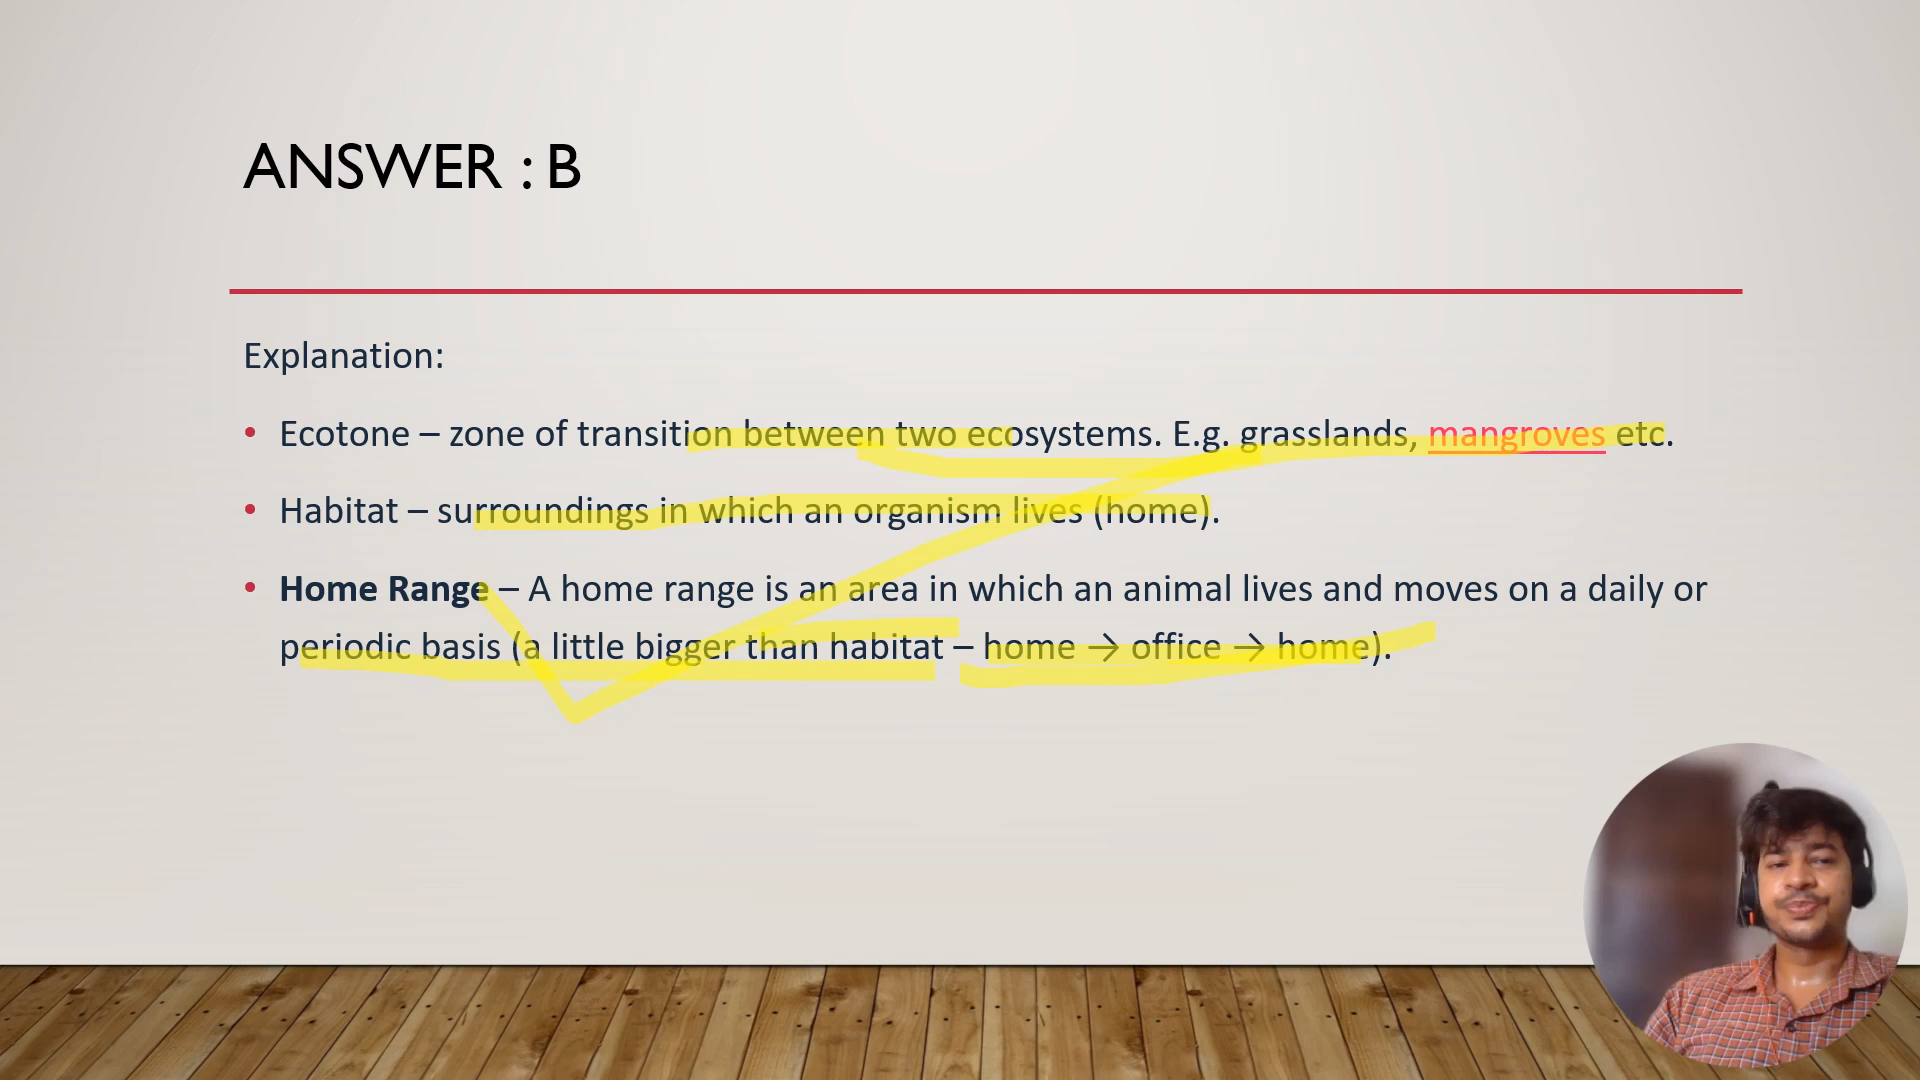 ANSWER : B
Explanation:
• Ecotone – zone of transition between two ecosystems. E.g. grasslands, mangroves etc.
• Habitat – surroundings in which an organism lives (home).
• Home Range – A home range is an area in which an animal lives and moves on a daily or
periodic basis (a little bigger than habitat – home → office → home).